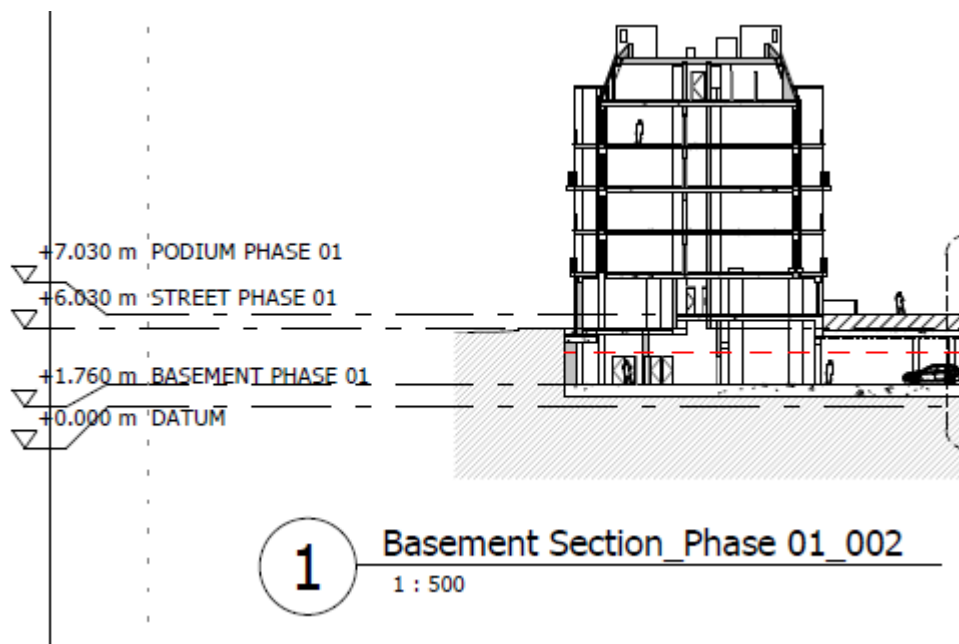 +7.030 m PODIUM PHASE 01
+6.030 m STREET PHASE 01
+1.760 m BASEMENT PHASE 01
+0.000 m DATUM
1 Basement Section_Phase 01_002
1 : 500